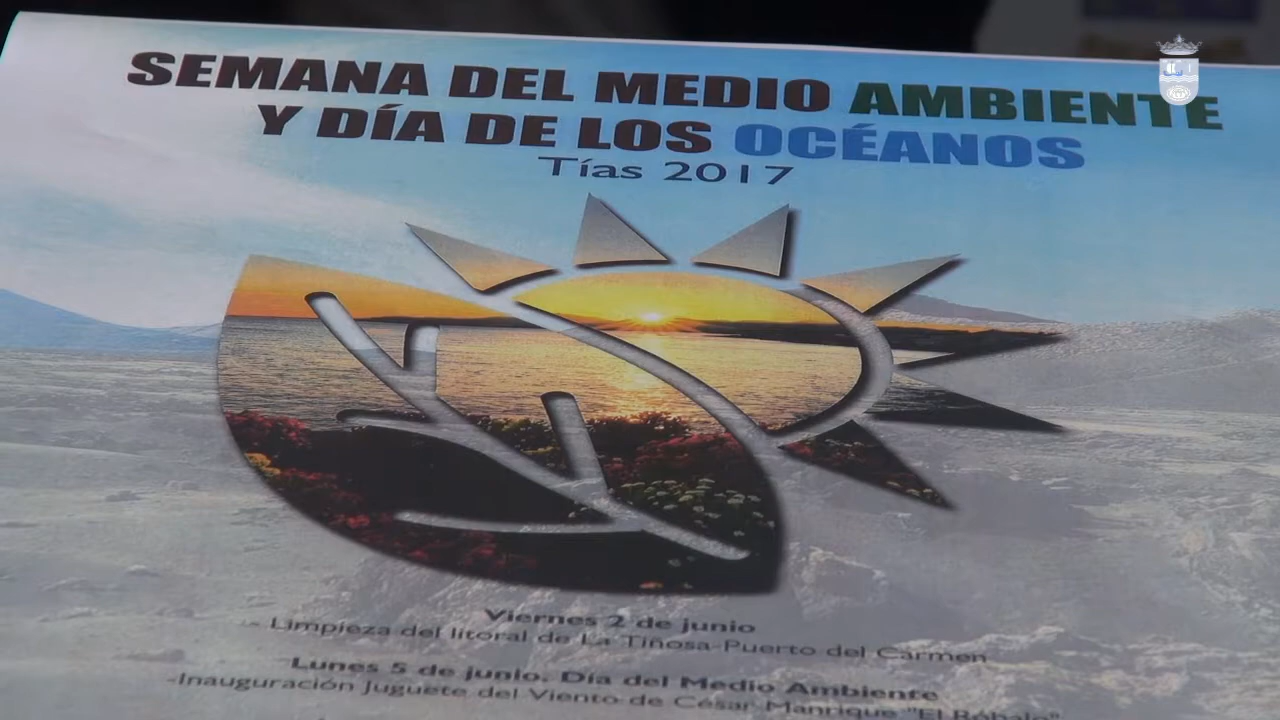 SEMANA DEL MEDIO AMBIENTE
Y DÍA DE LOS OCÉANOS
Tías 2017
Viernes 2 de junio
- Limpieza del litoral de La Tiñosa-Puerto del Carmen
Lunes 5 de junio. Día del Medio Ambiente
-Inauguración Juguete del Viento de César Manrique "El Róbalo"